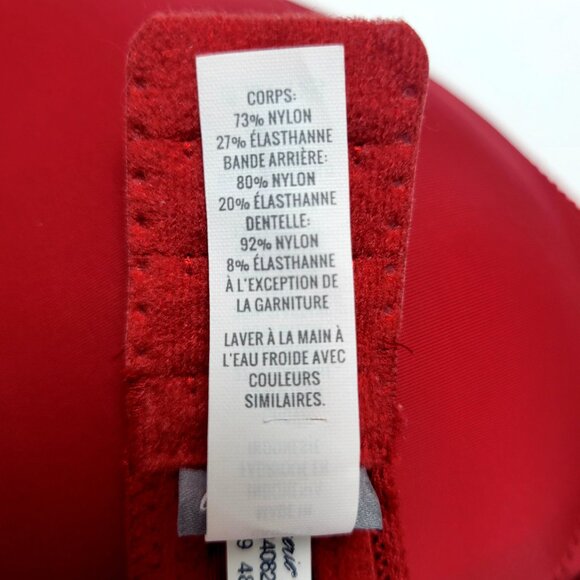 CORPS:
73% NYLON
27% ÉLASTHANNE
BANDE ARRIÈRE:
80% NYLON
20% ÉLASTHANNE
DENTELLE:
92% NYLON
8% ÉLASTHANNE
À L'EXCEPTION DE
LA GARNITURE
LAVER À LA MAIN À
L'EAU FROIDE AVEC
COULEURS
SIMILAIRES.